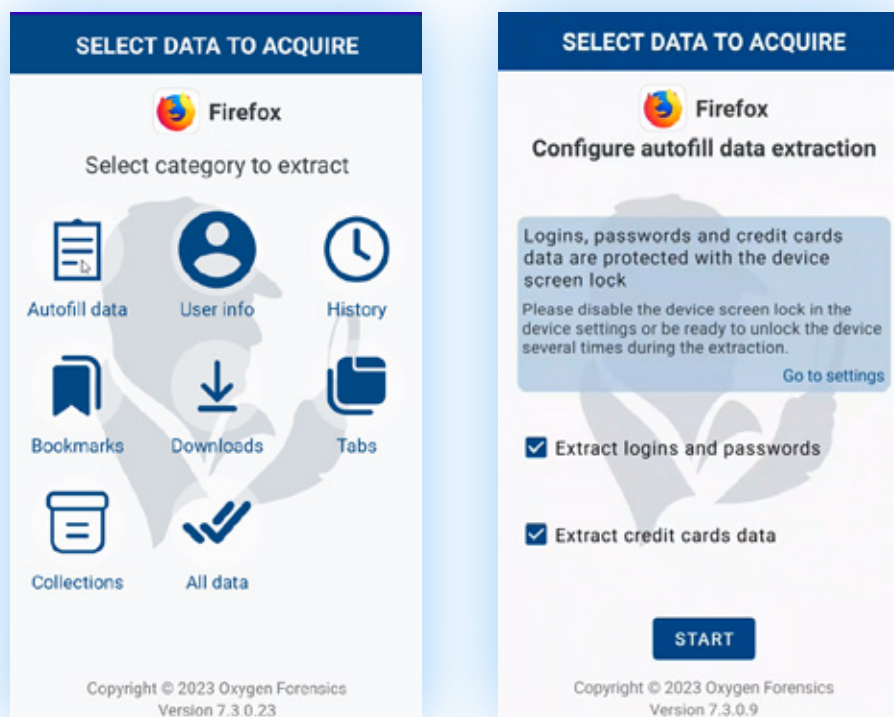 SELECT DATA TO ACQUIRE
Firefox
Select category to extract
Autofill data
User info
History
Bookmarks
Downloads
Tabs
Collections
All data
Copyright © 2023 Oxygen Forensics
Version 7.3.0.23
SELECT DATA TO ACQUIRE
Firefox
Configure autofill data extraction
Logins, passwords and credit cards
data are protected with the device
screen lock
Please disable the device screen lock in the
device settings or be ready to unlock the device
several times during the extraction.
Go to settings
Extract logins and passwords
Extract credit cards data
START
Copyright © 2023 Oxygen Forensics
Version 7.3.0.9